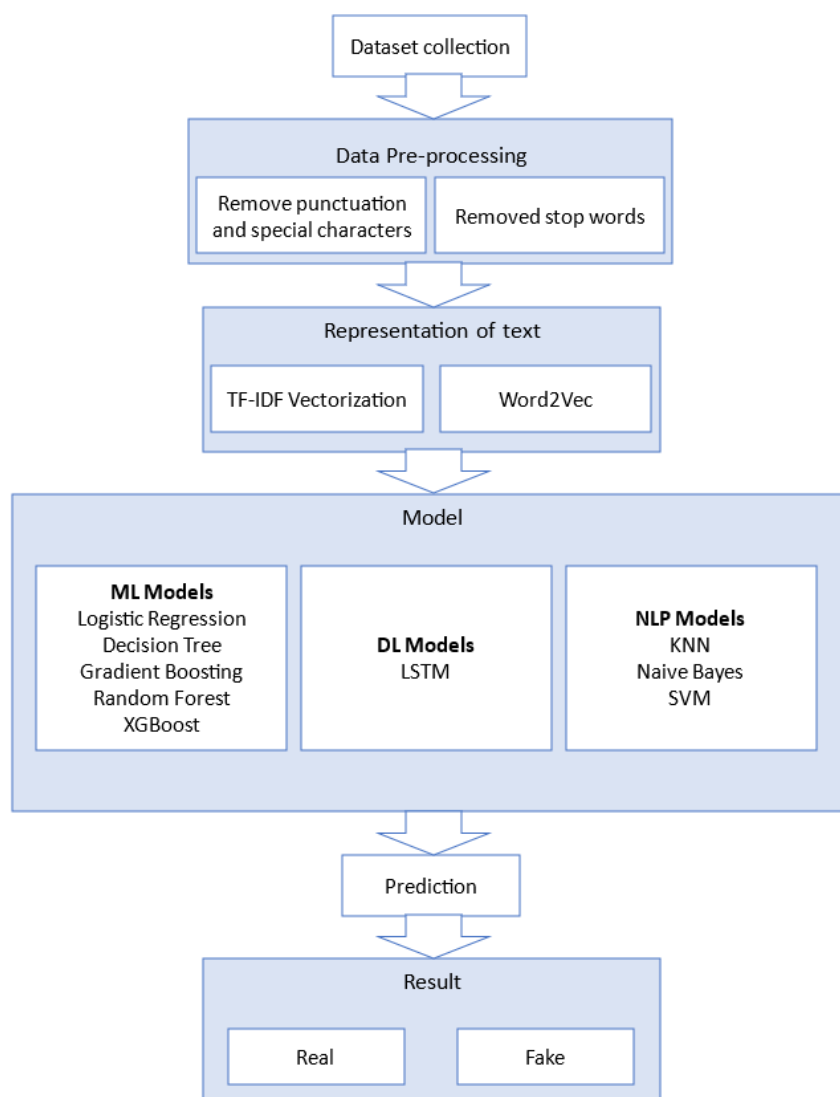 Dataset collection
Data Pre-processing
Remove punctuation
and special characters
Removed stop words
Representation of text
TF-IDF Vectorization
Word2Vec
Model
ML Models
Logistic Regression
Decision Tree
Gradient Boosting
Random Forest
XGBoost
DL Models
LSTM
NLP Models
KNN
Naive Bayes
SVM
Prediction
Result
Real
Fake